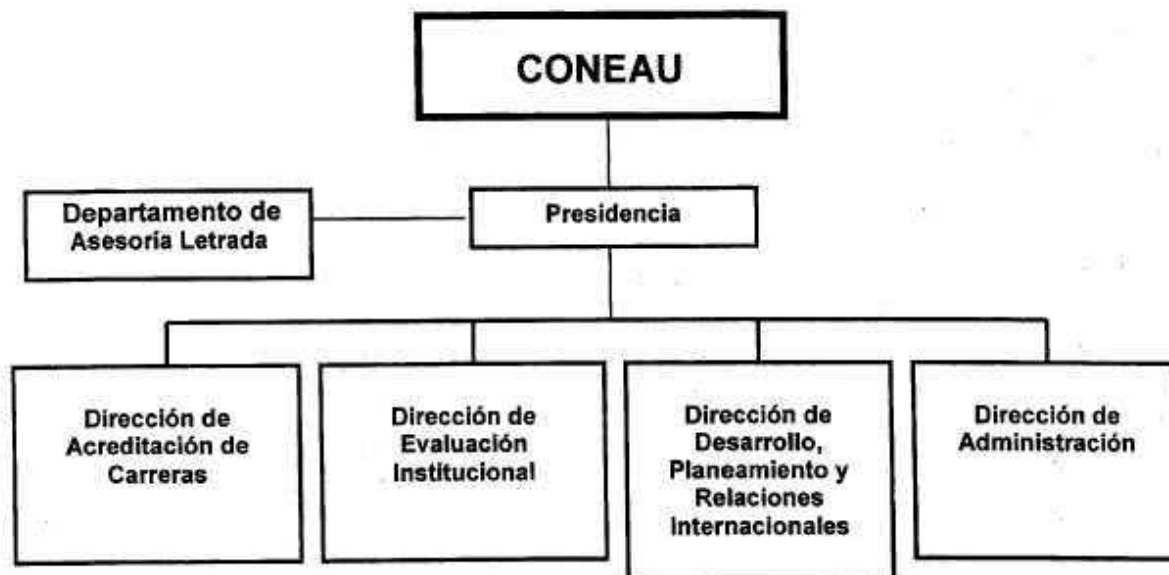 CONEAU
Departamento de
Asesoría Letrada
Presidencia
Dirección de
Acreditación de
Carreras
Dirección de
Evaluación
Institucional
Dirección de
Desarrollo,
Planeamiento y
Relaciones
Internacionales
Dirección de
Administración